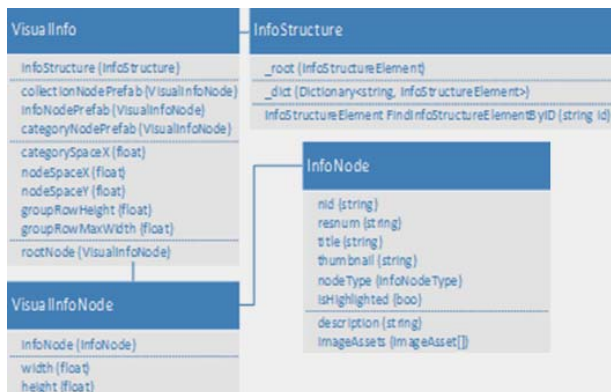 VisualInfo
infoStructure (InfoStructure)
collectionNodePrefab (VisualInfoNode)
infoNodePrefab (VisualInfoNode)
categoryNodePrefab (VisualInfoNode)
categorySpaceX (float)
nodeSpaceX (float)
nodeSpaceY (float)
groupRowHeight (float)
groupRowMaxWidth (float)
rootNode (VisualInfoNode)
InfoStructure
_root (InfoStructureElement)
_dict (Dictionary<string, InfoStructureElement>)
InfoStructureElement FindInfoStructureElementByID (string id)
InfoNode
nid (string)
resnum (string)
title (string)
thumbnail (string)
nodeType (InfoNodeType)
isHighlighted (boo)
description (string)
imageAssets (ImageAsset[])
VisualInfoNode
infoNode (InfoNode)
width (float)
height (float)